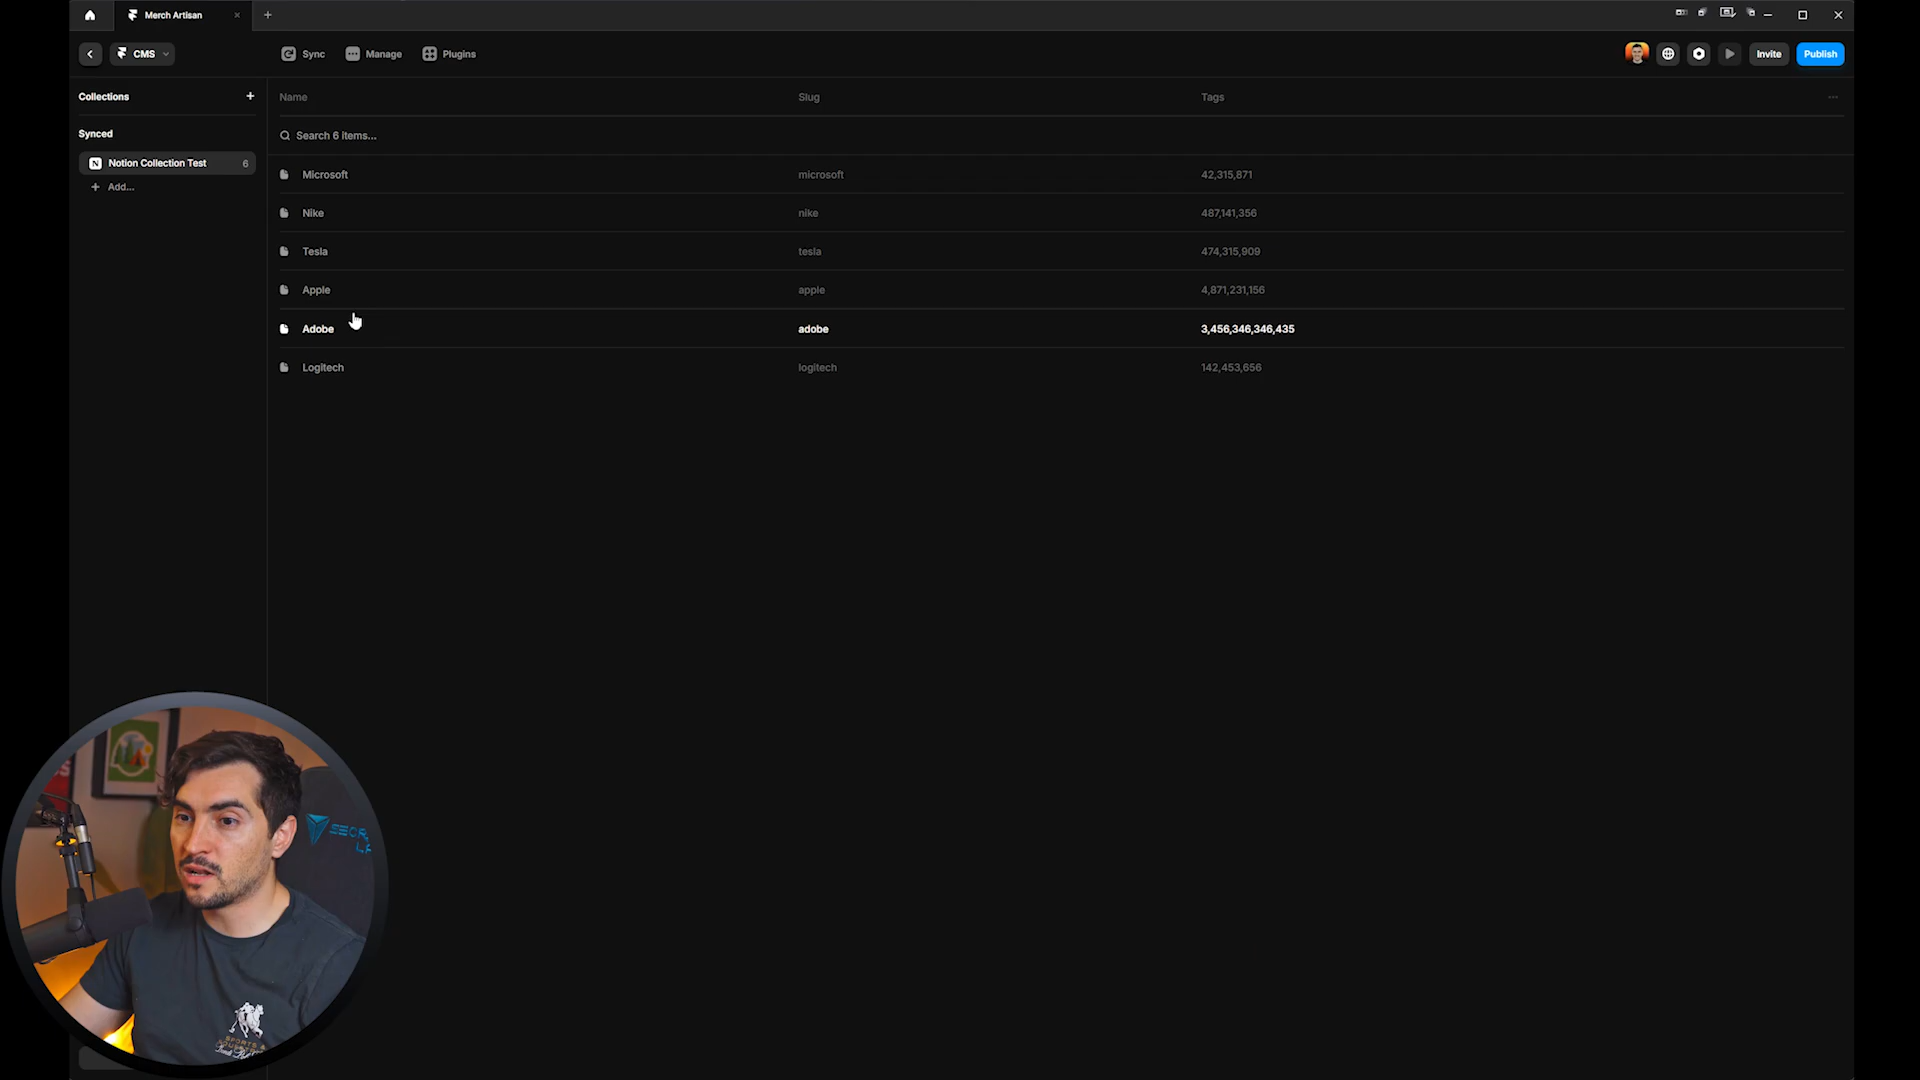 Merch Artisan
CMS
Sync
Manage
Plugins
Invite
Publish
Collections
Name
Slug
Tags
Synced
Search 6 items...
Notion Collection Test
6
Add...
Microsoft
microsoft
42,315,871
Nike
nike
487,141,356
Tesla
tesla
474,315,909
Apple
apple
4,871,231,156
Adobe
adobe
3,456,346,346,435
Logitech
logitech
142,453,656